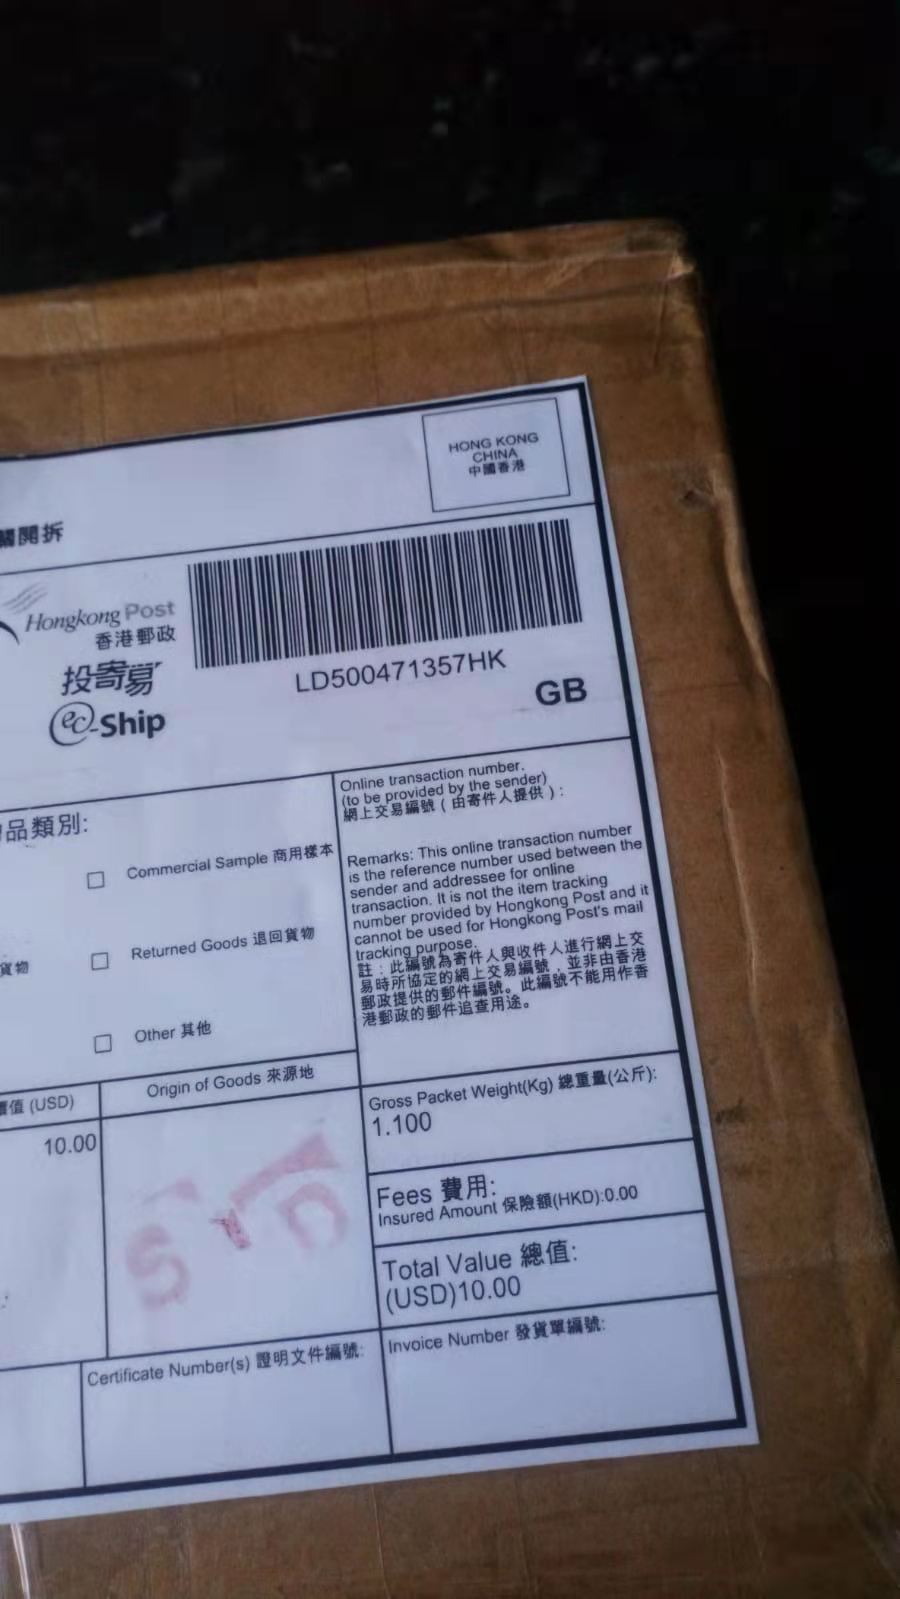 HONG KONG
CHINA
中國香港
開拆
Hongkong Post
香港郵政
投寄易
ec-Ship
LD500471357HK
GB
品類別:
Commercial Sample 商用樣本
Returned Goods 退回貨物
貨物
Other 其他
Online transaction number.
(to be provided by the sender)
網上交易編號(由寄件人提供):
Remarks: This online transaction number
is the reference number used between the
sender and addressee for online
transaction. It is not the item tracking
number provided by Hongkong Post and it
cannot be used for Hongkong Post's mail
tracking purpose.
註:此編號為寄件人與收件人進行網上交
易時所協定的網上交易編號,並非由香港
郵政提供的郵件編號。此編號不能用作香
港郵政的郵件追查用途。
值 (USD)
10.00
Origin of Goods 來源地
Gross Packet Weight(Kg) 總重量(公斤):
1.100
Fees 費用:
Insured Amount 保險額(HKD):0.00
Total Value 總值:
(USD)10.00
Certificate Number(s) 證明文件編號:
Invoice Number 發貨單編號: